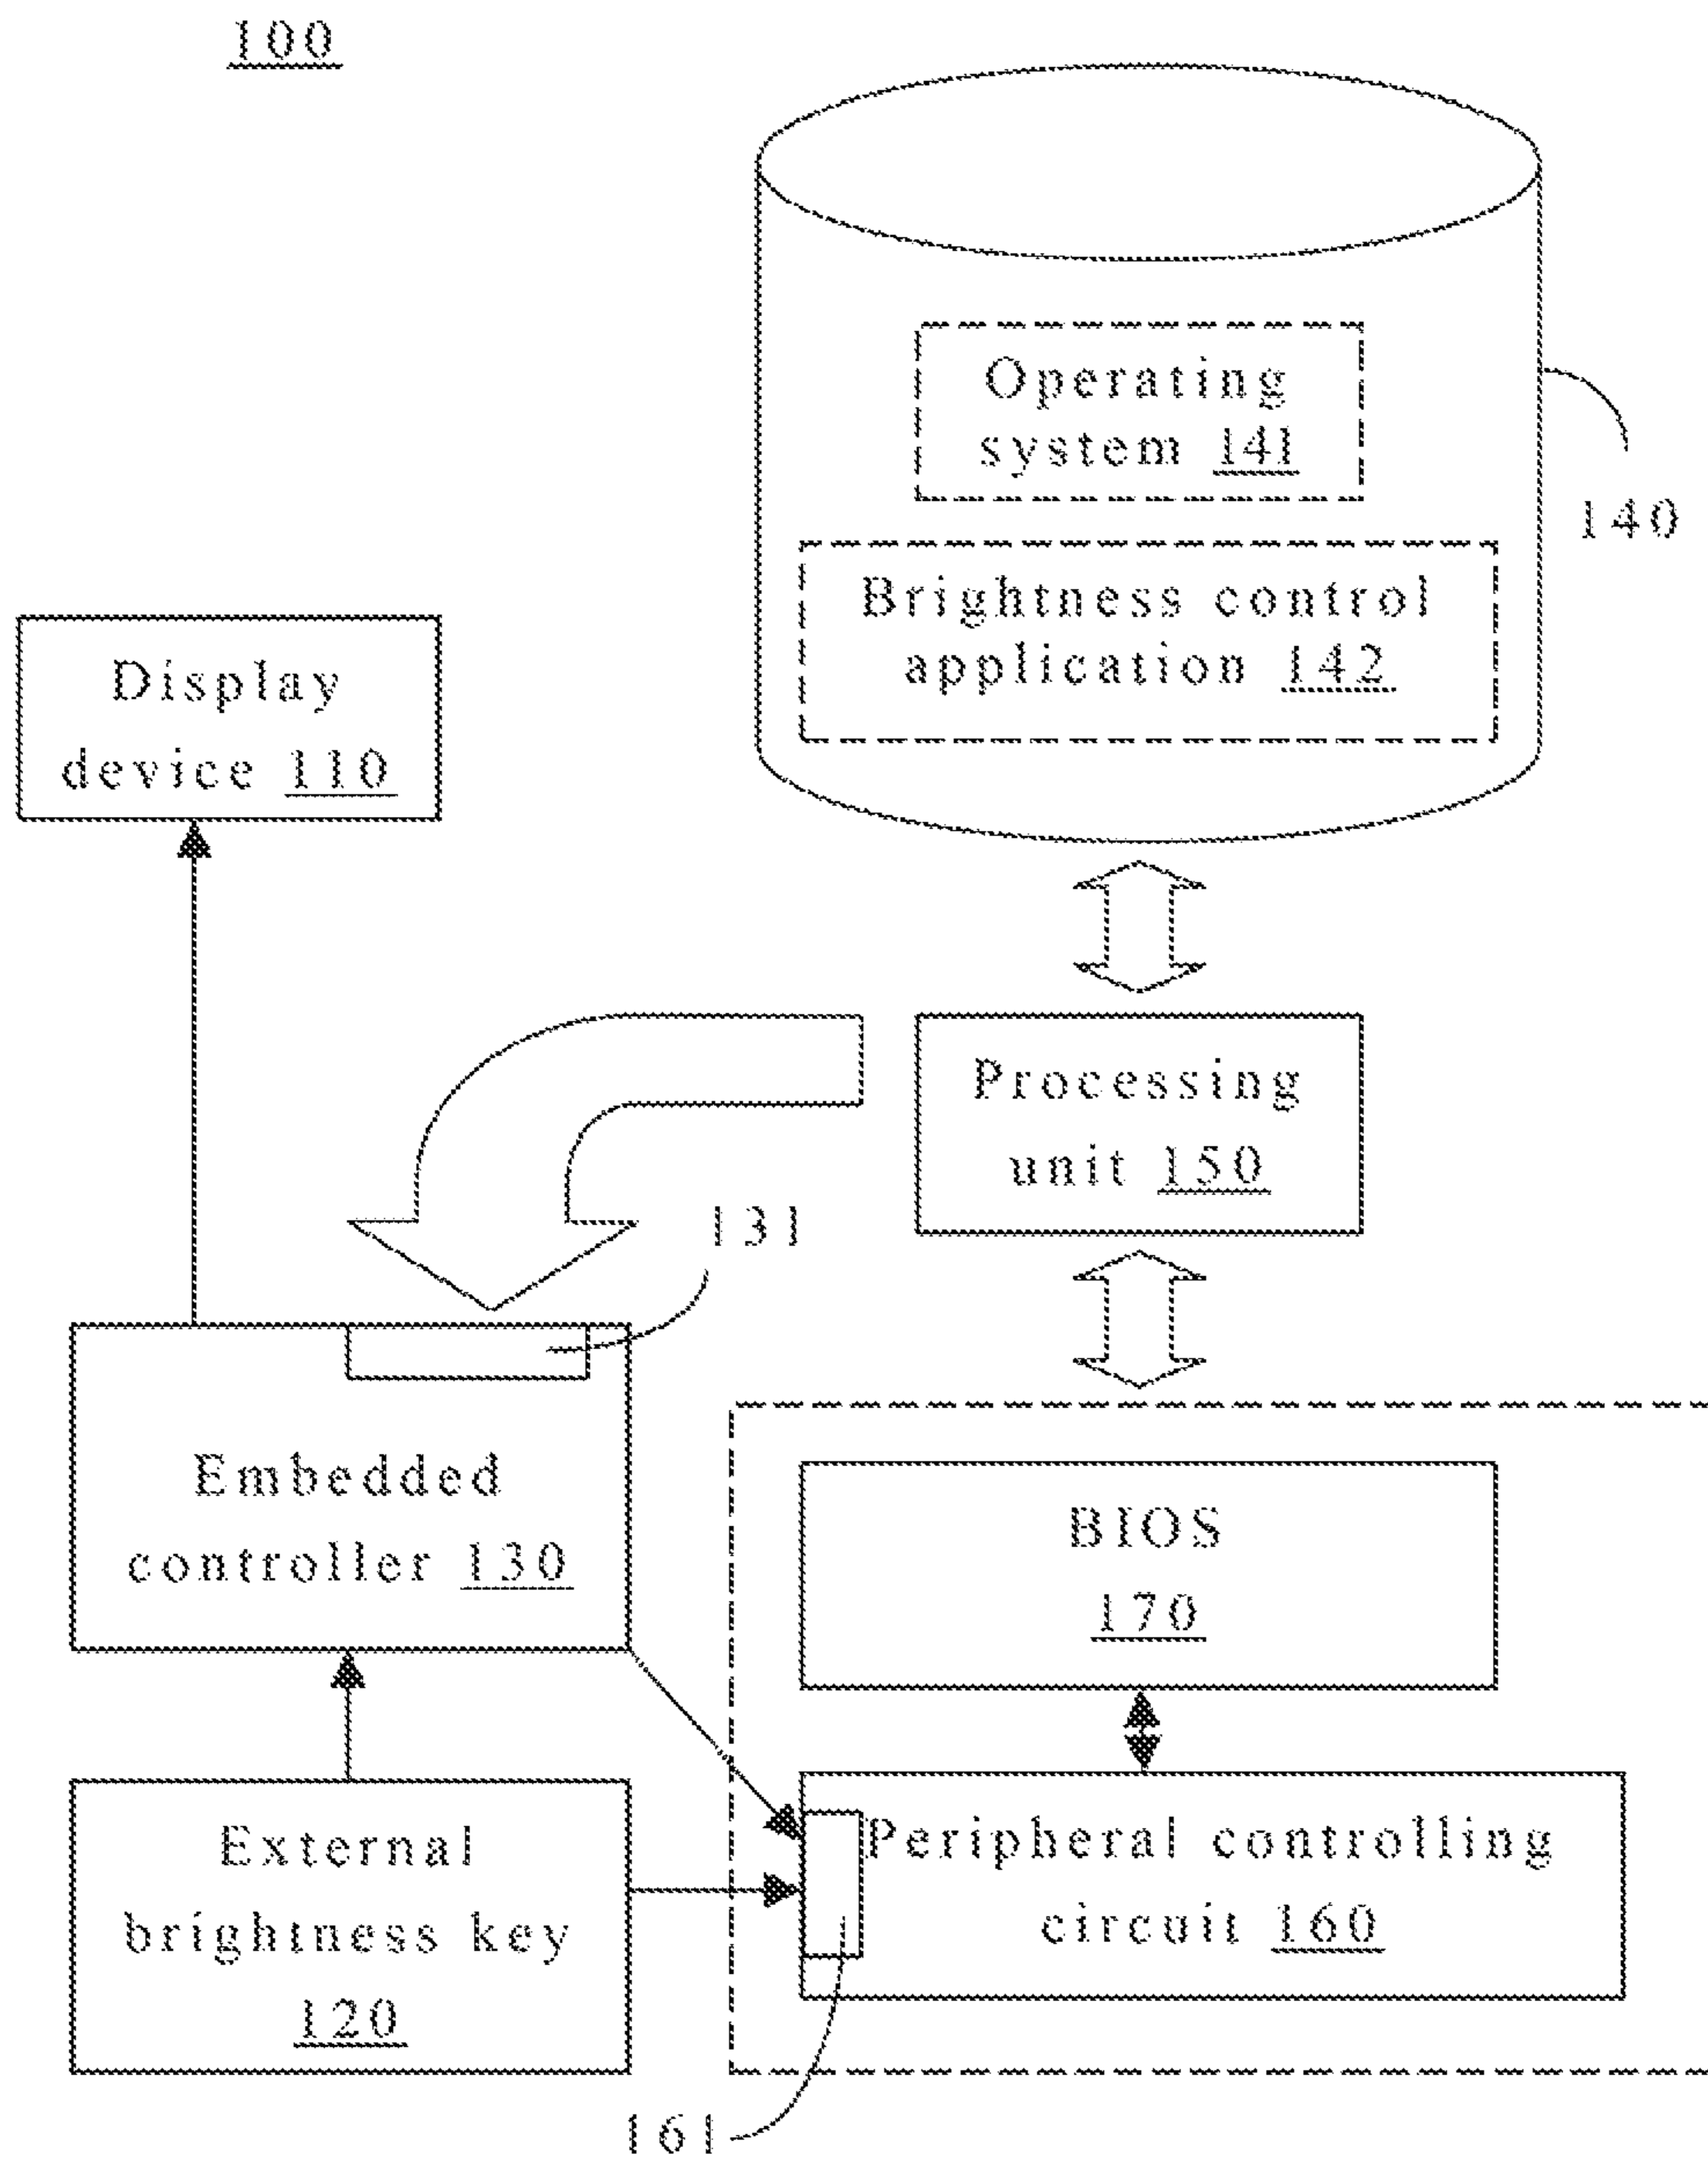 100
Operating
system 141
140
Brightness control
application 142
Display
device 110
Processing
unit 150
131
Embedded
controller 130
BIOS
170
External
brightness key
120
Peripheral controlling
circuit 160
161